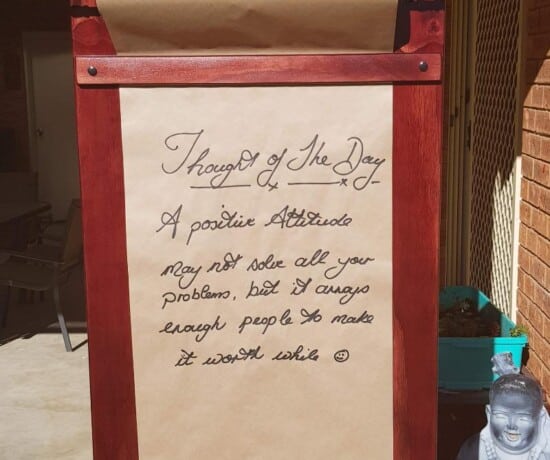 Thought of The Day
A positive Attitude
may not solve all your
problems, but it annoys
enough people to make
it worth while ☺